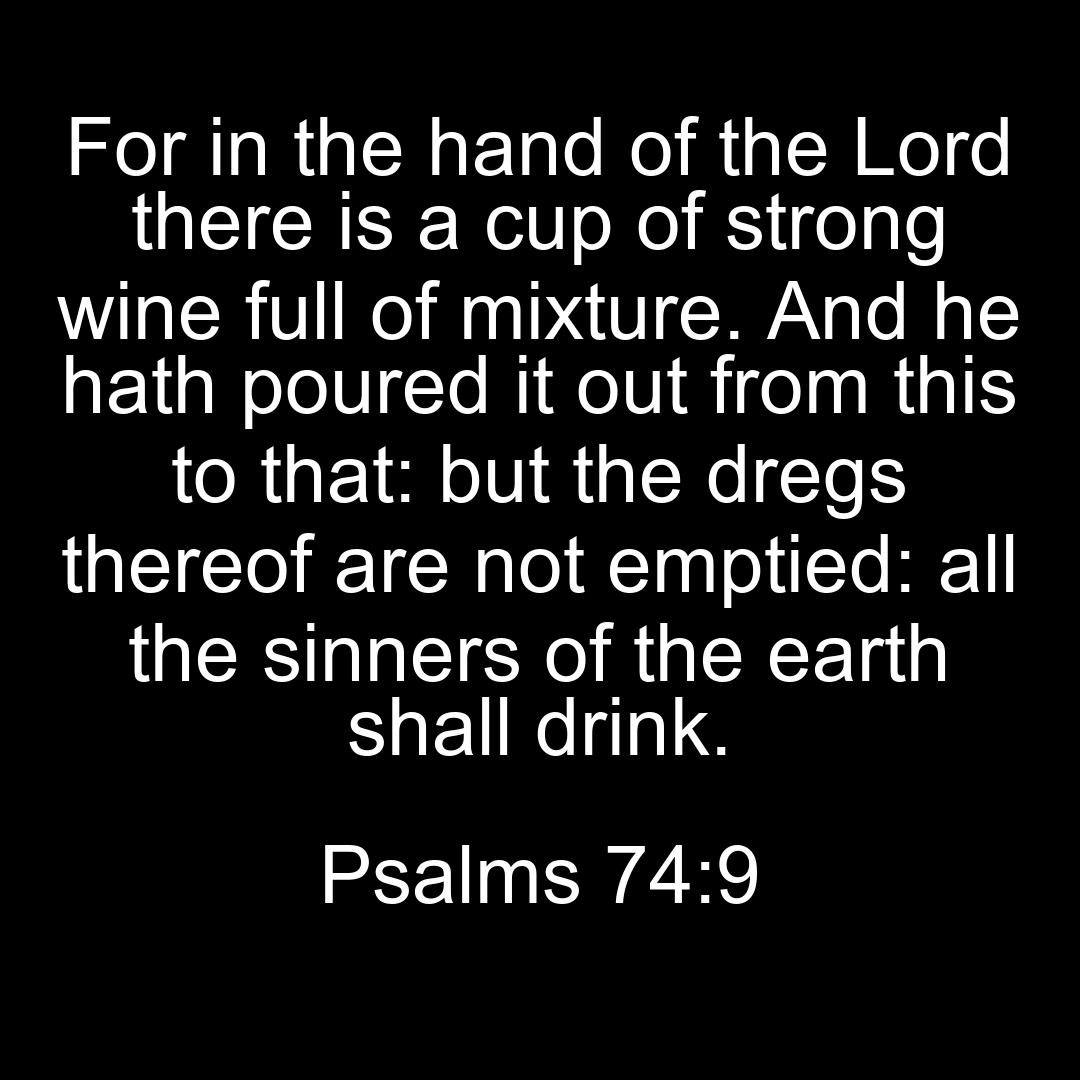 For in the hand of the Lord
there is a cup of strong
wine full of mixture. And he
hath poured it out from this
to that: but the dregs
thereof are not emptied: all
the sinners of the earth
shall drink.
Psalms 74:9